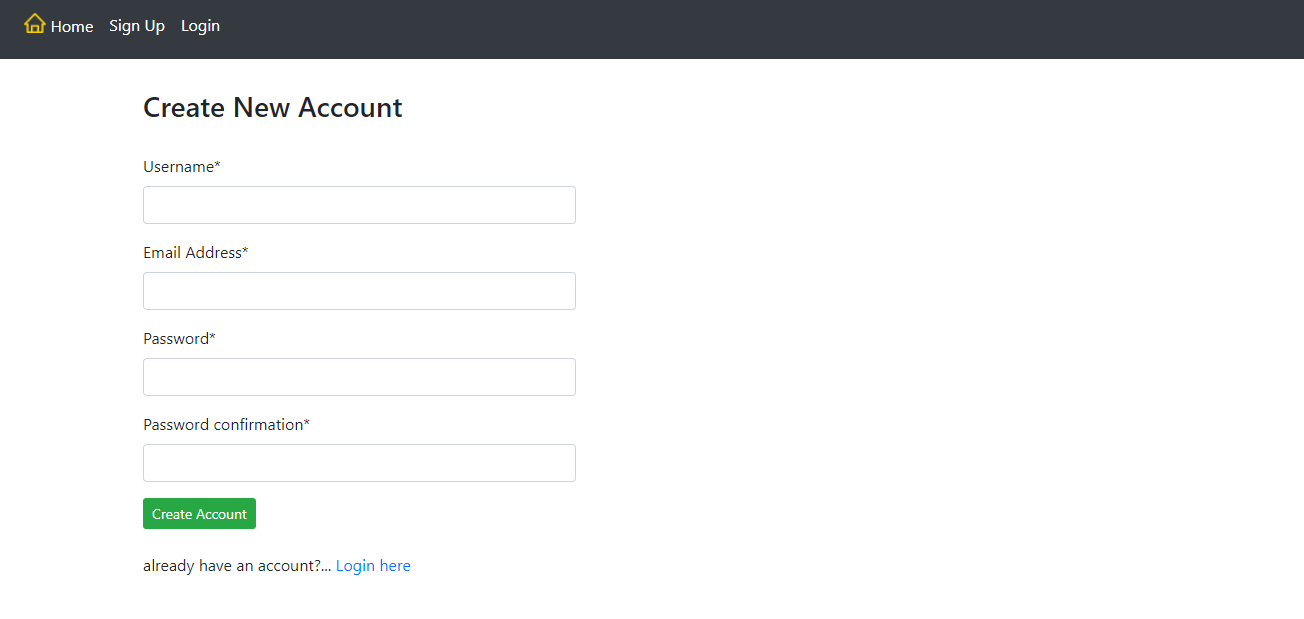 Home Sign Up Login
Create New Account
Username*
Email Address*
Password*
Password confirmation*
Create Account
already have an account?... Login here